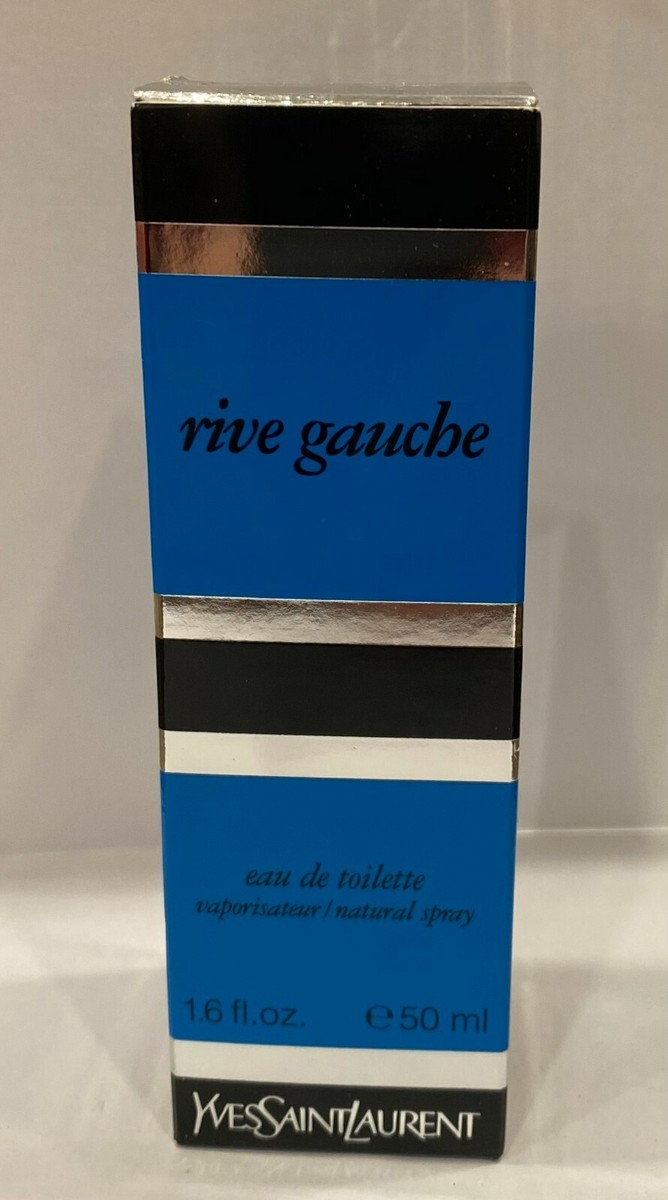 rive gauche
eau de toilette
vaporisateur / natural spray
1.6 fl.oz. ℮ 50 ml
YVESSAINTLAURENT